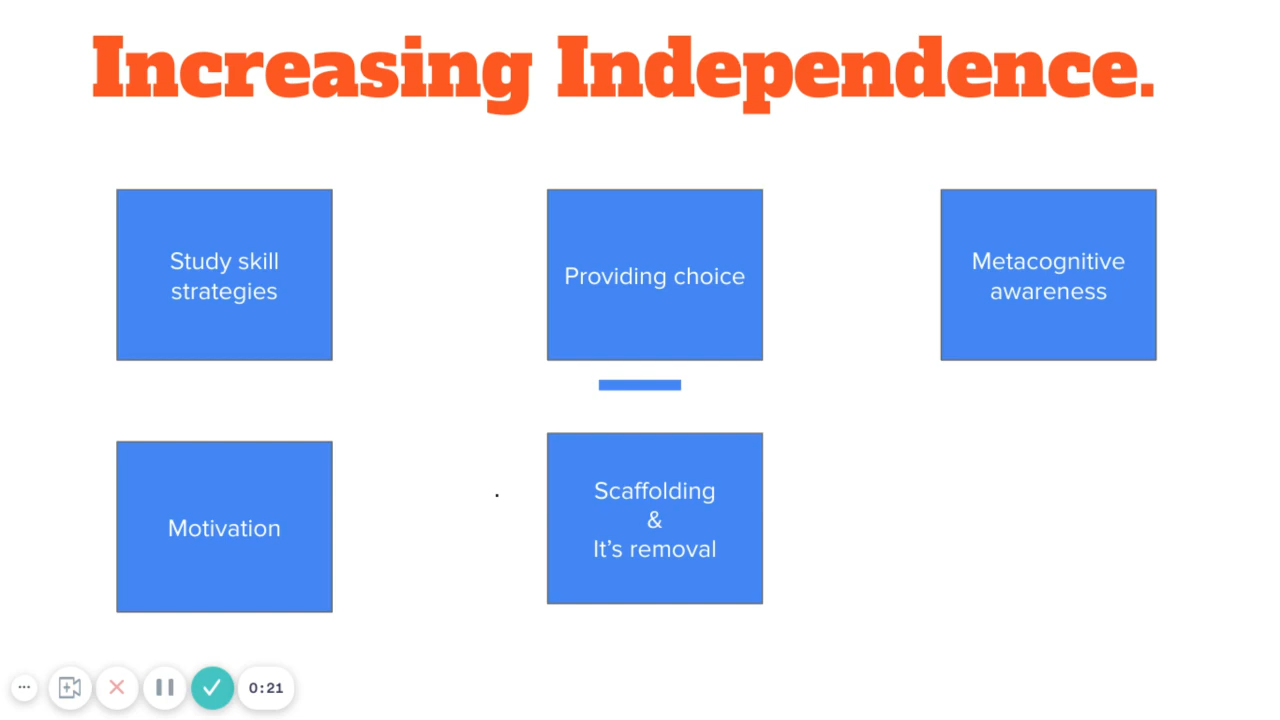 Increasing Independence.
Study skill
strategies
Providing choice
Metacognitive
awareness
Motivation
.
Scaffolding
&
It’s removal
...
0:21